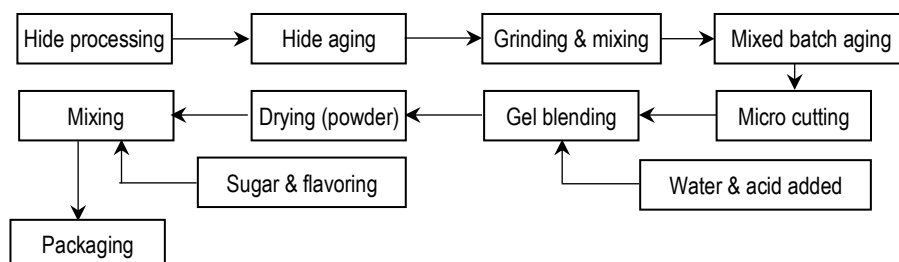 Hide processing
Hide aging
Grinding & mixing
Mixed batch aging
Micro cutting
Gel blending
Drying (powder)
Mixing
Water & acid added
Sugar & flavoring
Packaging